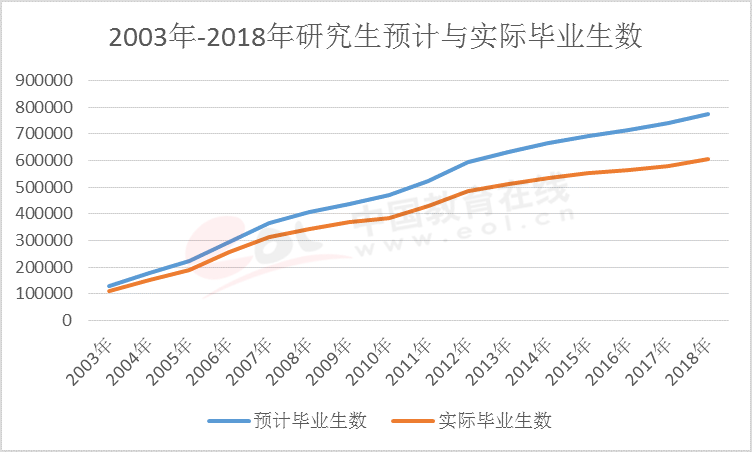 2003年-2018年研究生预计与实际毕业生数
900000
800000
700000
600000
500000
400000
300000
200000
100000
0
eol 中国教育在线
www.eol.cn
2003年
2004年
2005年
2006年
2007年
2008年
2009年
2010年
2011年
2012年
2013年
2014年
2015年
2016年
2017年
2018年
预计毕业生数 实际毕业生数